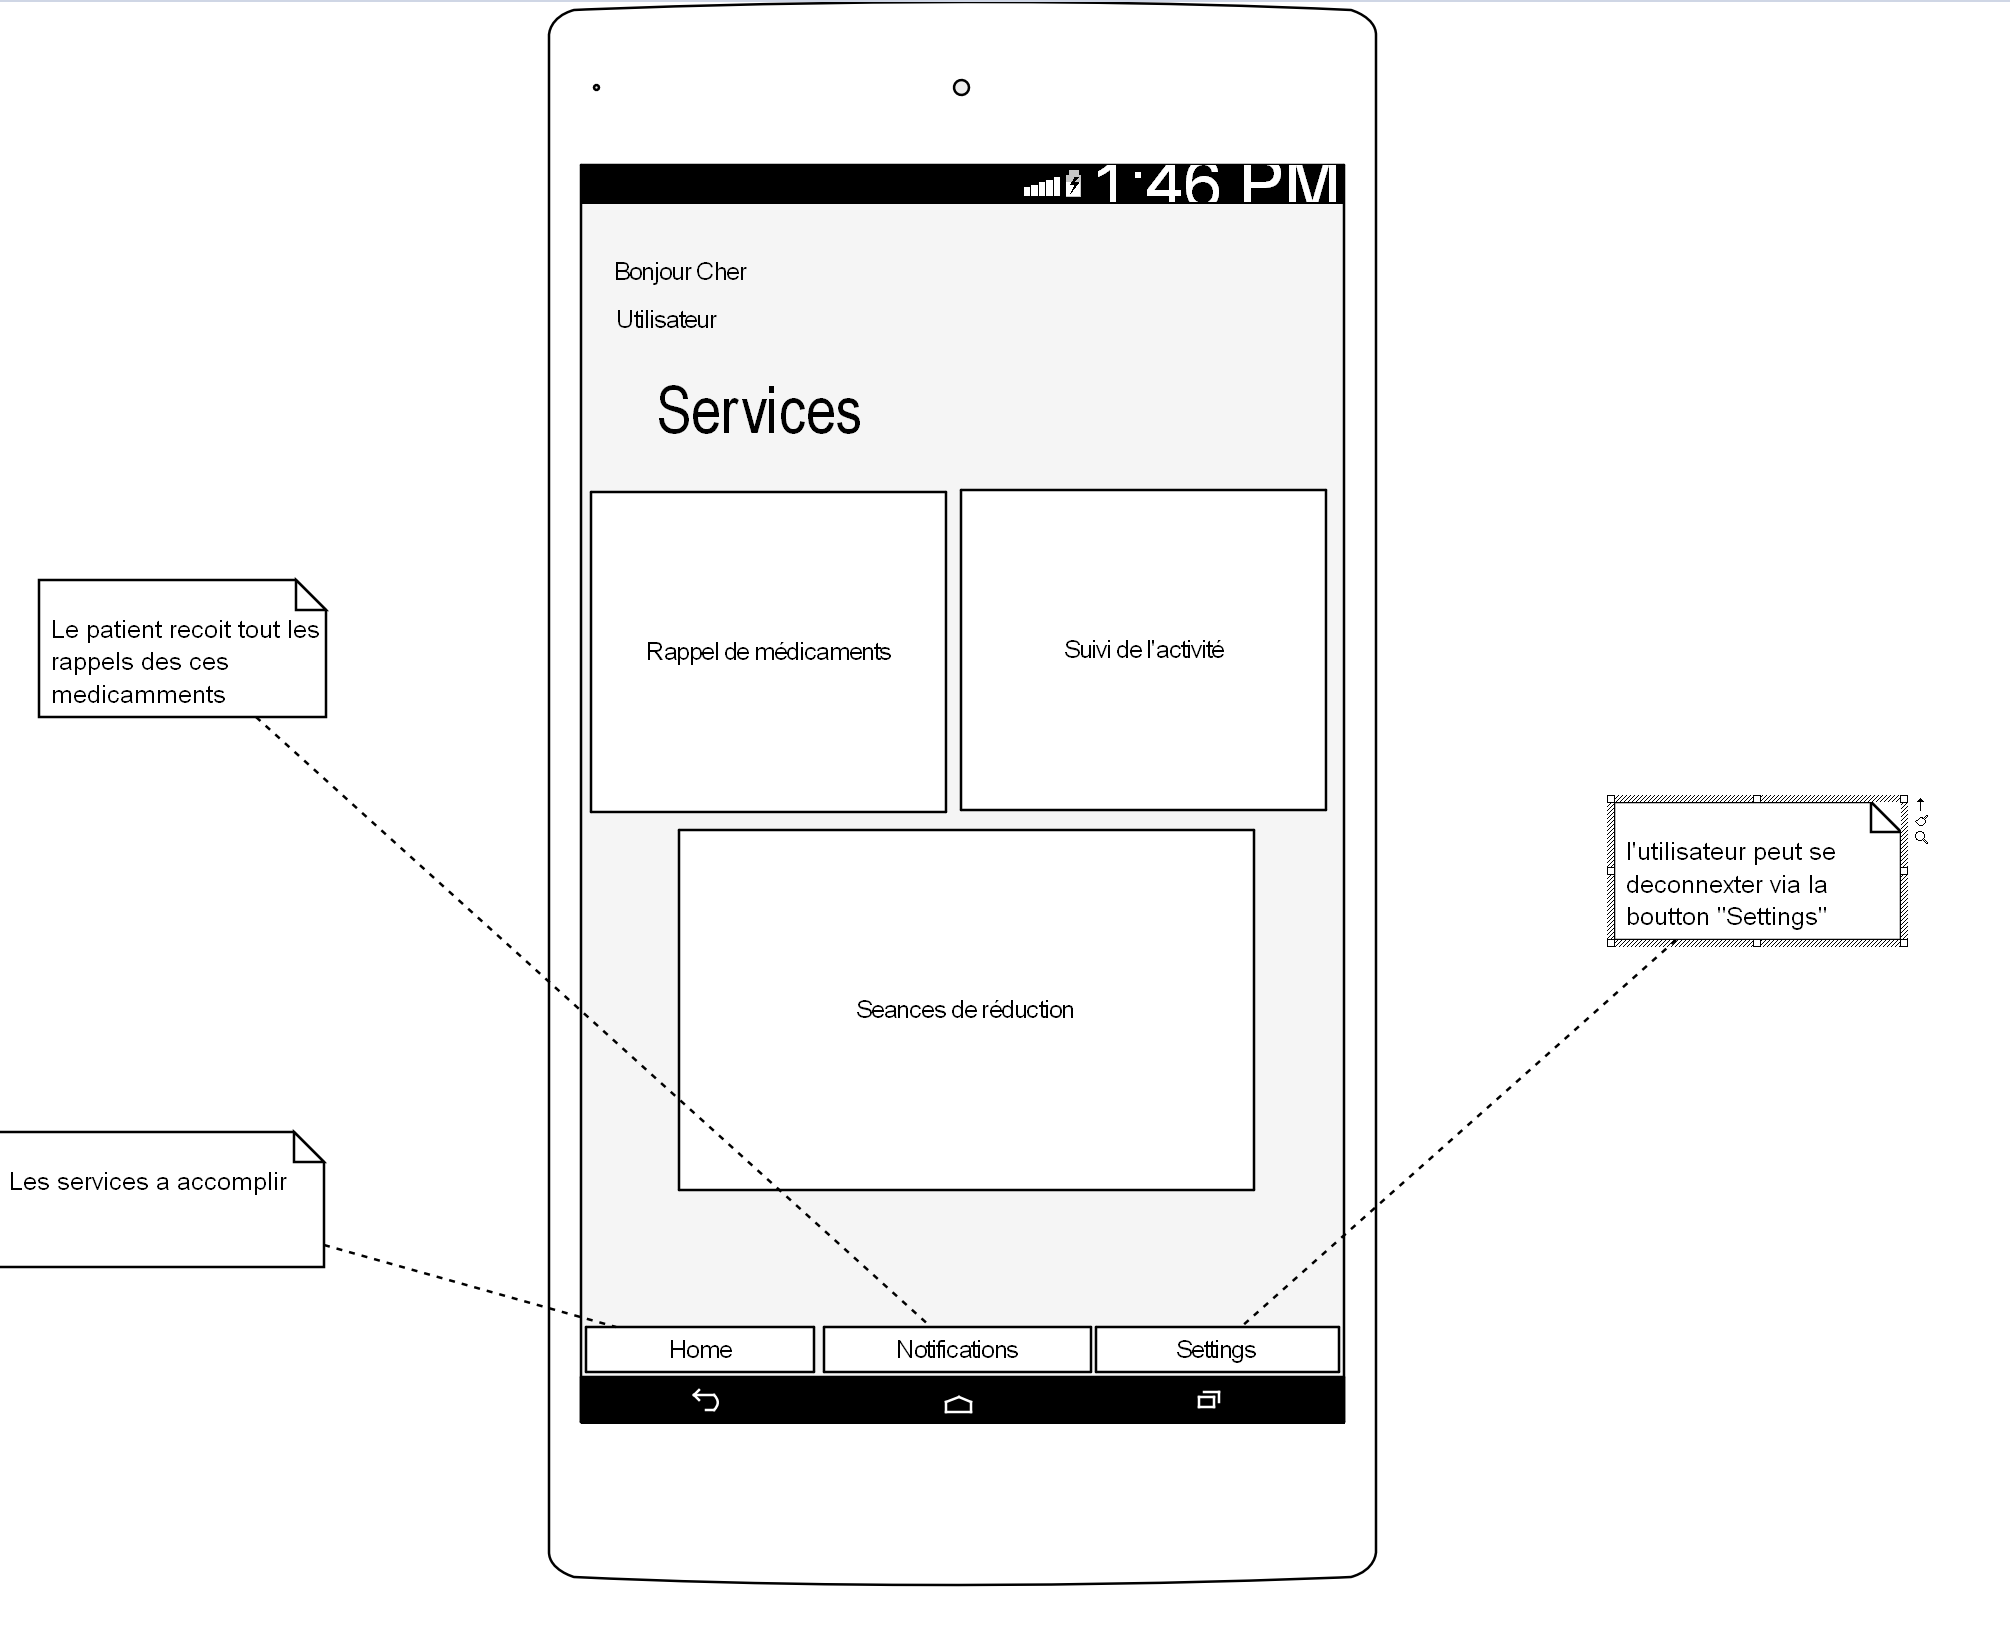 1:46 PM
Bonjour Cher
Utilisateur
Services
Rappel de médicaments
Suivi de l'activité
Le patient recoit tout les
rappels des ces
medicamments
l'utilisateur peut se
deconnexter via la
boutton "Settings"
Seances de réduction
Les services a accomplir
Home
Notifications
Settings